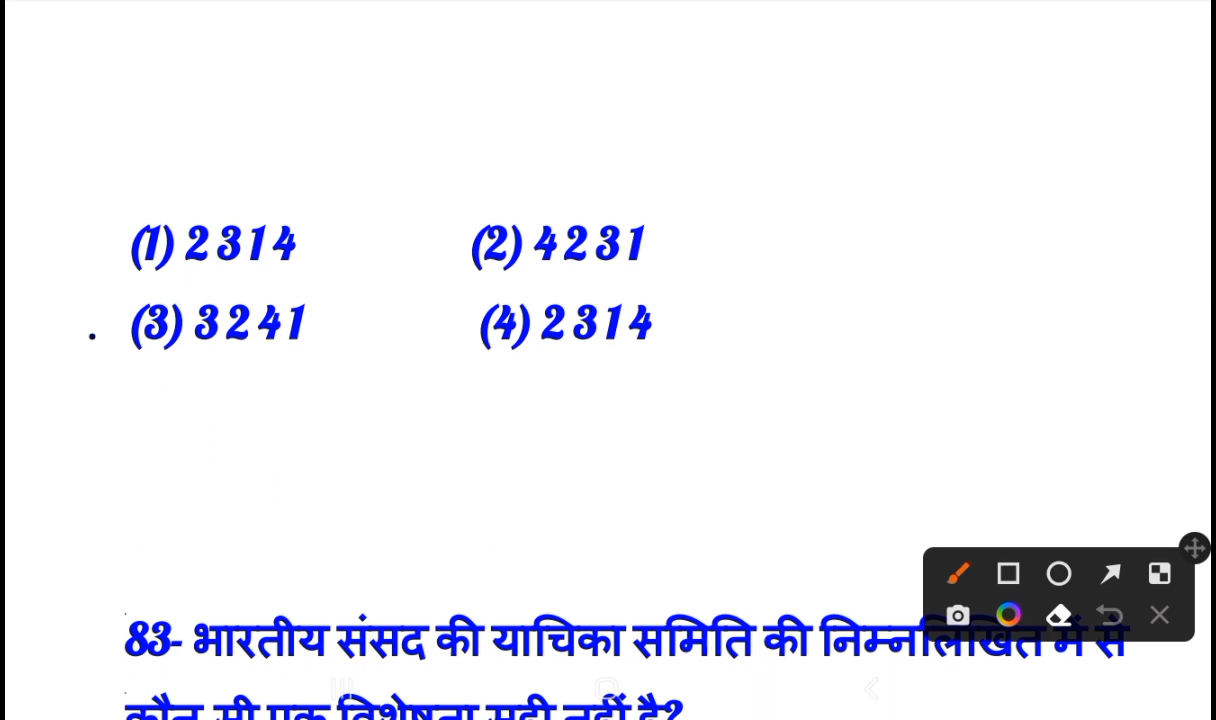 (1) 2 3 1 4 (2) 4 2 3 1
. (3) 3 2 4 1 (4) 2 3 1 4
83- भारतीय संसद की याचिका समिति की निम्नलिखित में से
कौन सी एक विशेषता सही नहीं है?